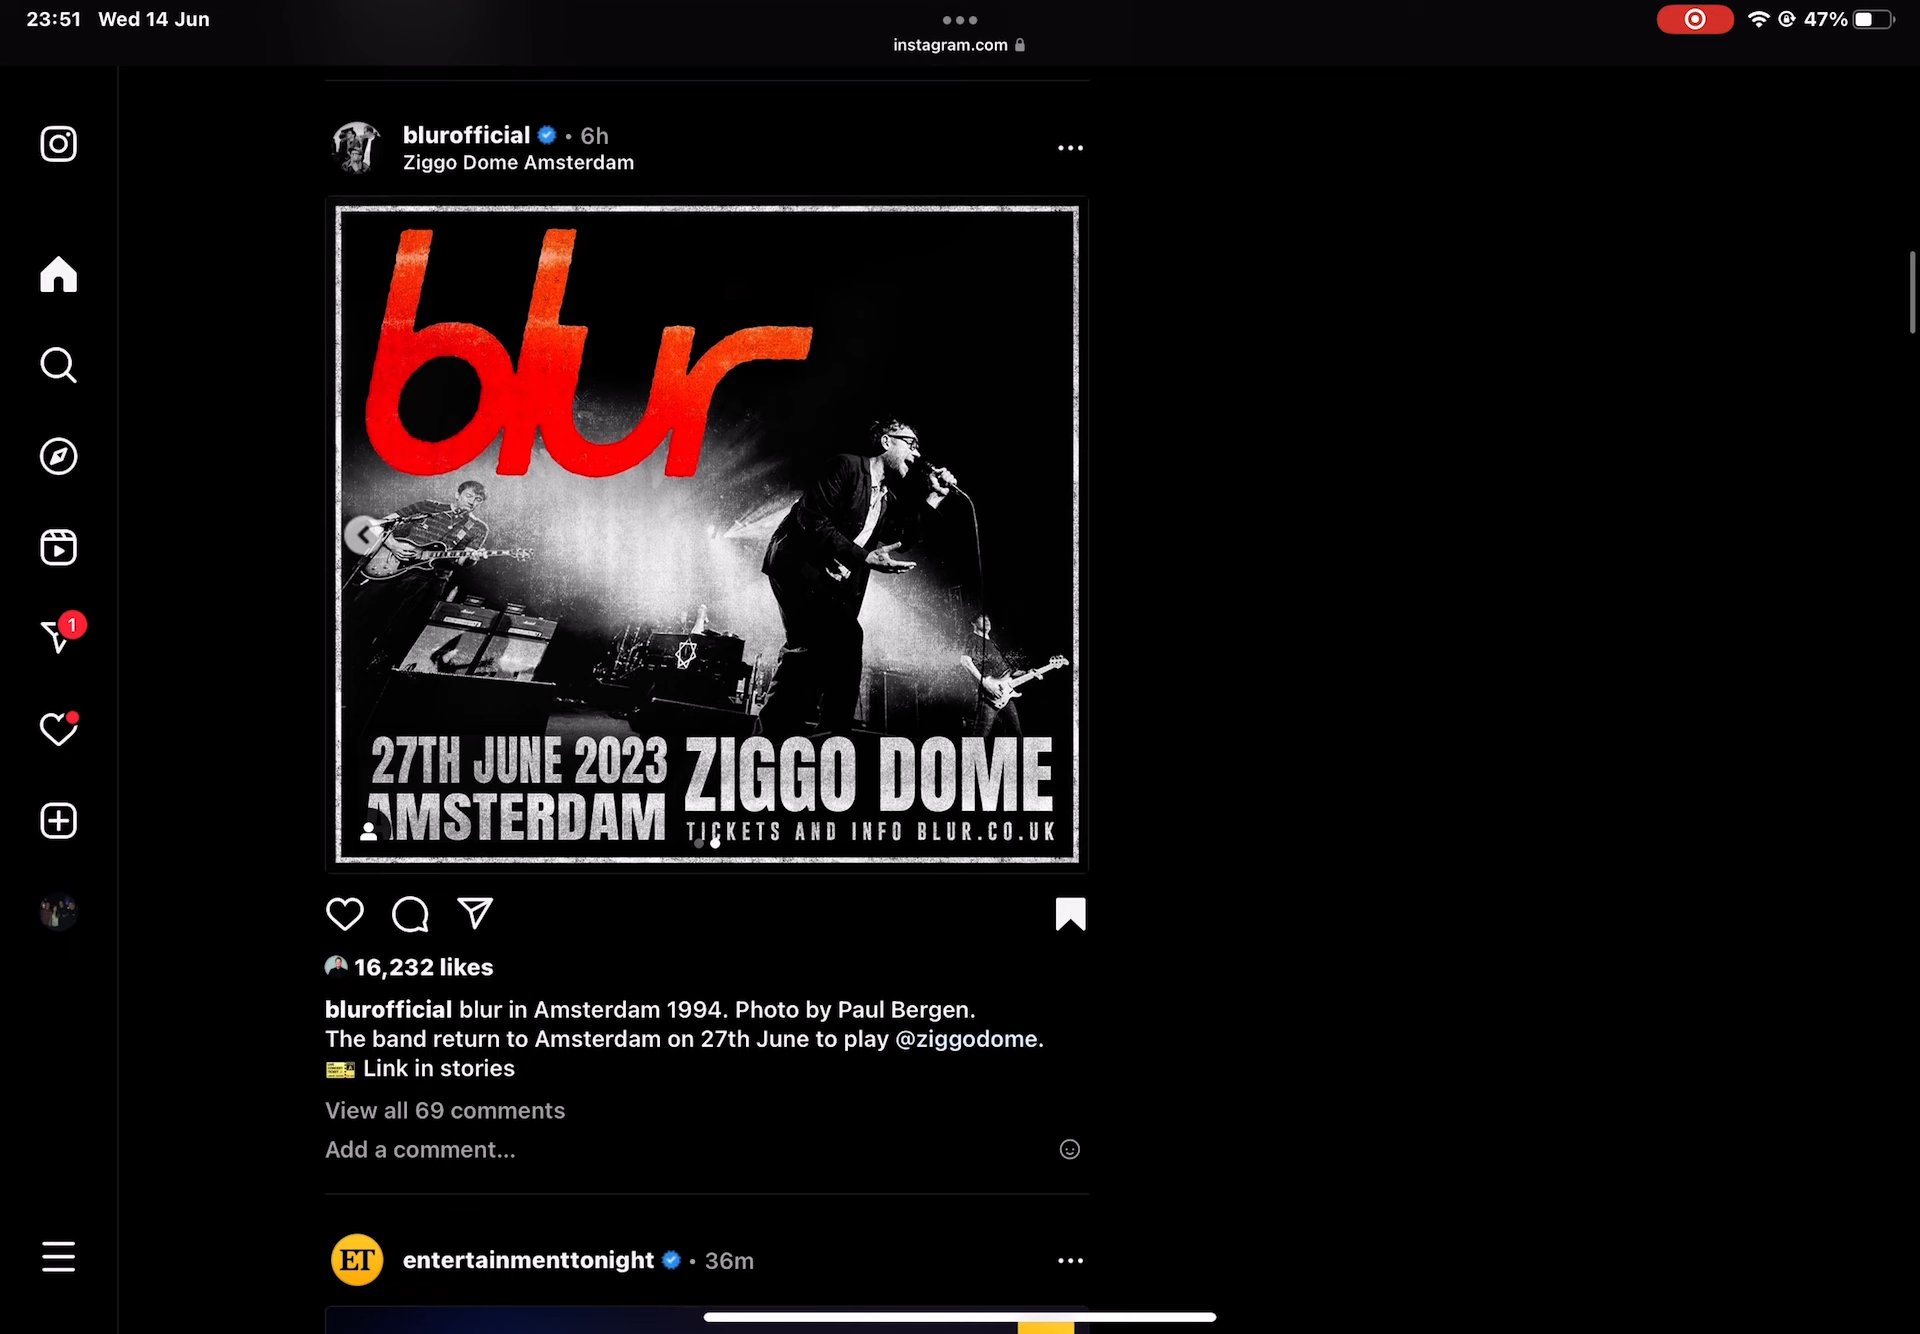 23:51 Wed 14 Jun
instagram.com
47%
blurofficial • 6h
Ziggo Dome Amsterdam
blur
27TH JUNE 2023
AMSTERDAM
ZIGGO DOME
TICKETS AND INFO BLUR.CO.UK
1
16,232 likes
blurofficial blur in Amsterdam 1994. Photo by Paul Bergen.
The band return to Amsterdam on 27th June to play @ziggodome.
Link in stories
View all 69 comments
Add a comment...
ET
entertainmenttonight • 36m